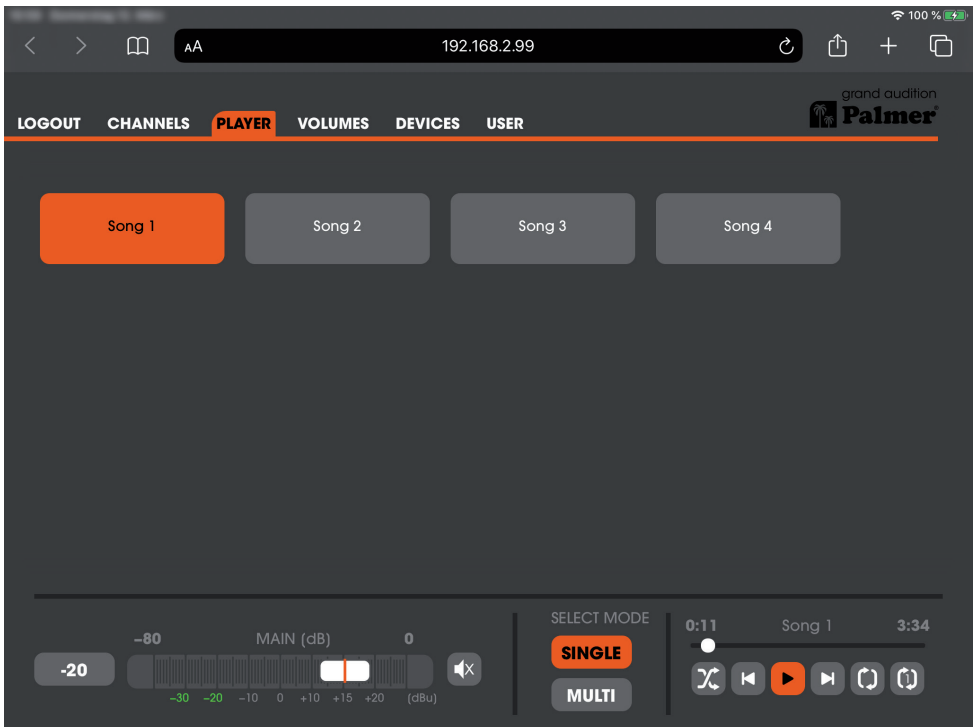 100 %
AA 192.168.2.99
grand audition
Palmer
LOGOUT CHANNELS PLAYER VOLUMES DEVICES USER
Song 1 Song 2 Song 3 Song 4
SELECT MODE
0:11 Song 1 3:34
−80 MAIN (dB) 0
SINGLE
-20
−30 −20 −10 0 +10 +15 +20 (dBu)
MULTI
1